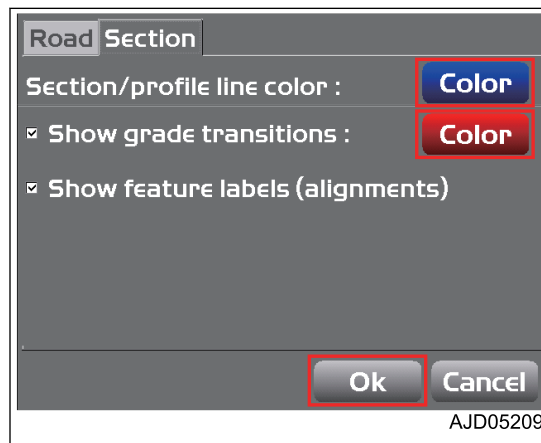 Road Section
Section/profile line color : Color
Show grade transitions : Color
Show feature labels (alignments)
Ok Cancel
AJD05209